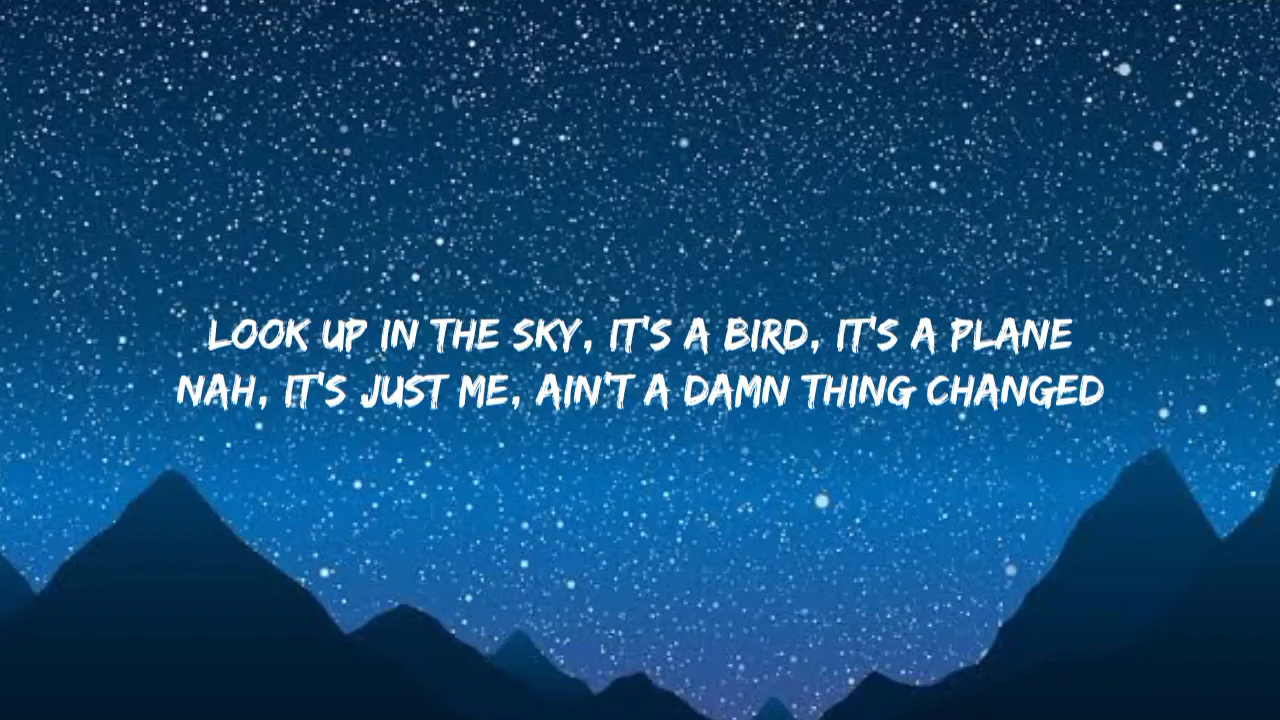 LOOK UP IN THE SKY, IT'S A BIRD, IT'S A PLANE
NAH, IT'S JUST ME, AIN'T A DAMN THING CHANGED